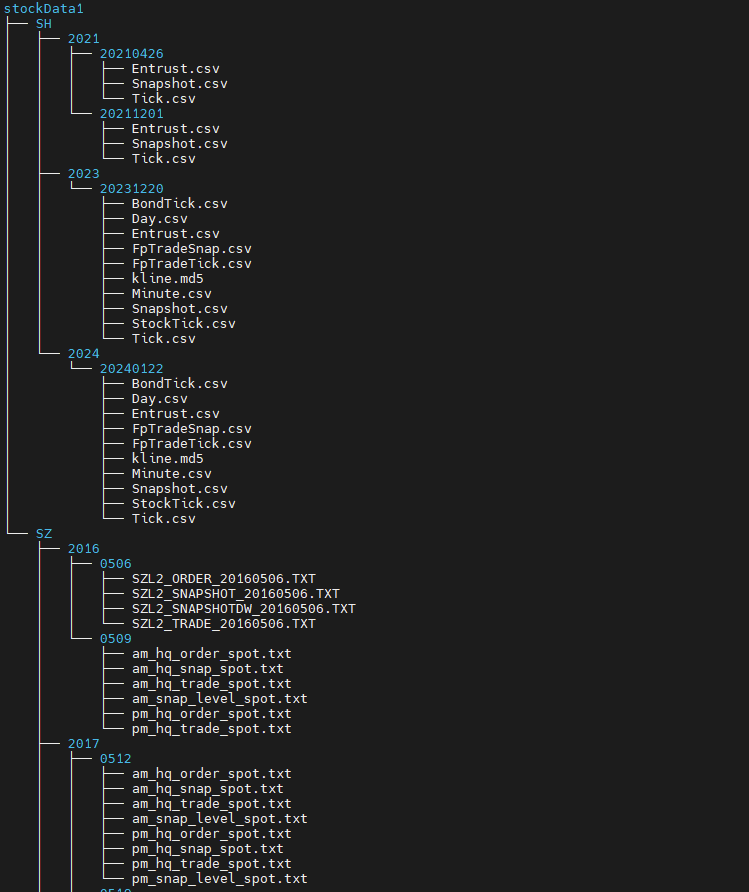 stockData1
├── SH
│   ├── 2021
│   │   ├── 20210426
│   │   │   ├── Entrust.csv
│   │   │   ├── Snapshot.csv
│   │   │   └── Tick.csv
│   │   └── 20211201
│   │       ├── Entrust.csv
│   │       ├── Snapshot.csv
│   │       └── Tick.csv
│   ├── 2023
│   │   └── 20231220
│   │       ├── BondTick.csv
│   │       ├── Day.csv
│   │       ├── Entrust.csv
│   │       ├── FpTradeSnap.csv
│   │       ├── FpTradeTick.csv
│   │       ├── kline.md5
│   │       ├── Minute.csv
│   │       ├── Snapshot.csv
│   │       ├── StockTick.csv
│   │       └── Tick.csv
│   └── 2024
│       └── 20240122
│           ├── BondTick.csv
│           ├── Day.csv
│           ├── Entrust.csv
│           ├── FpTradeSnap.csv
│           ├── FpTradeTick.csv
│           ├── kline.md5
│           ├── Minute.csv
│           ├── Snapshot.csv
│           ├── StockTick.csv
│           └── Tick.csv
└── SZ
    ├── 2016
    │   ├── 0506
    │   │   ├── SZL2_ORDER_20160506.TXT
    │   │   ├── SZL2_SNAPSHOT_20160506.TXT
    │   │   ├── SZL2_SNAPSHOTDW_20160506.TXT
    │   │   └── SZL2_TRADE_20160506.TXT
    │   └── 0509
    │       ├── am_hq_order_spot.txt
    │       ├── am_hq_snap_spot.txt
    │       ├── am_hq_trade_spot.txt
    │       ├── am_snap_level_spot.txt
    │       ├── pm_hq_order_spot.txt
    │       └── pm_hq_trade_spot.txt
    ├── 2017
    │   ├── 0512
    │   │   ├── am_hq_order_spot.txt
    │   │   ├── am_hq_snap_spot.txt
    │   │   ├── am_hq_trade_spot.txt
    │   │   ├── am_snap_level_spot.txt
    │   │   ├── pm_hq_order_spot.txt
    │   │   ├── pm_hq_snap_spot.txt
    │   │   ├── pm_hq_trade_spot.txt
    │   │   └── pm_snap_level_spot.txt